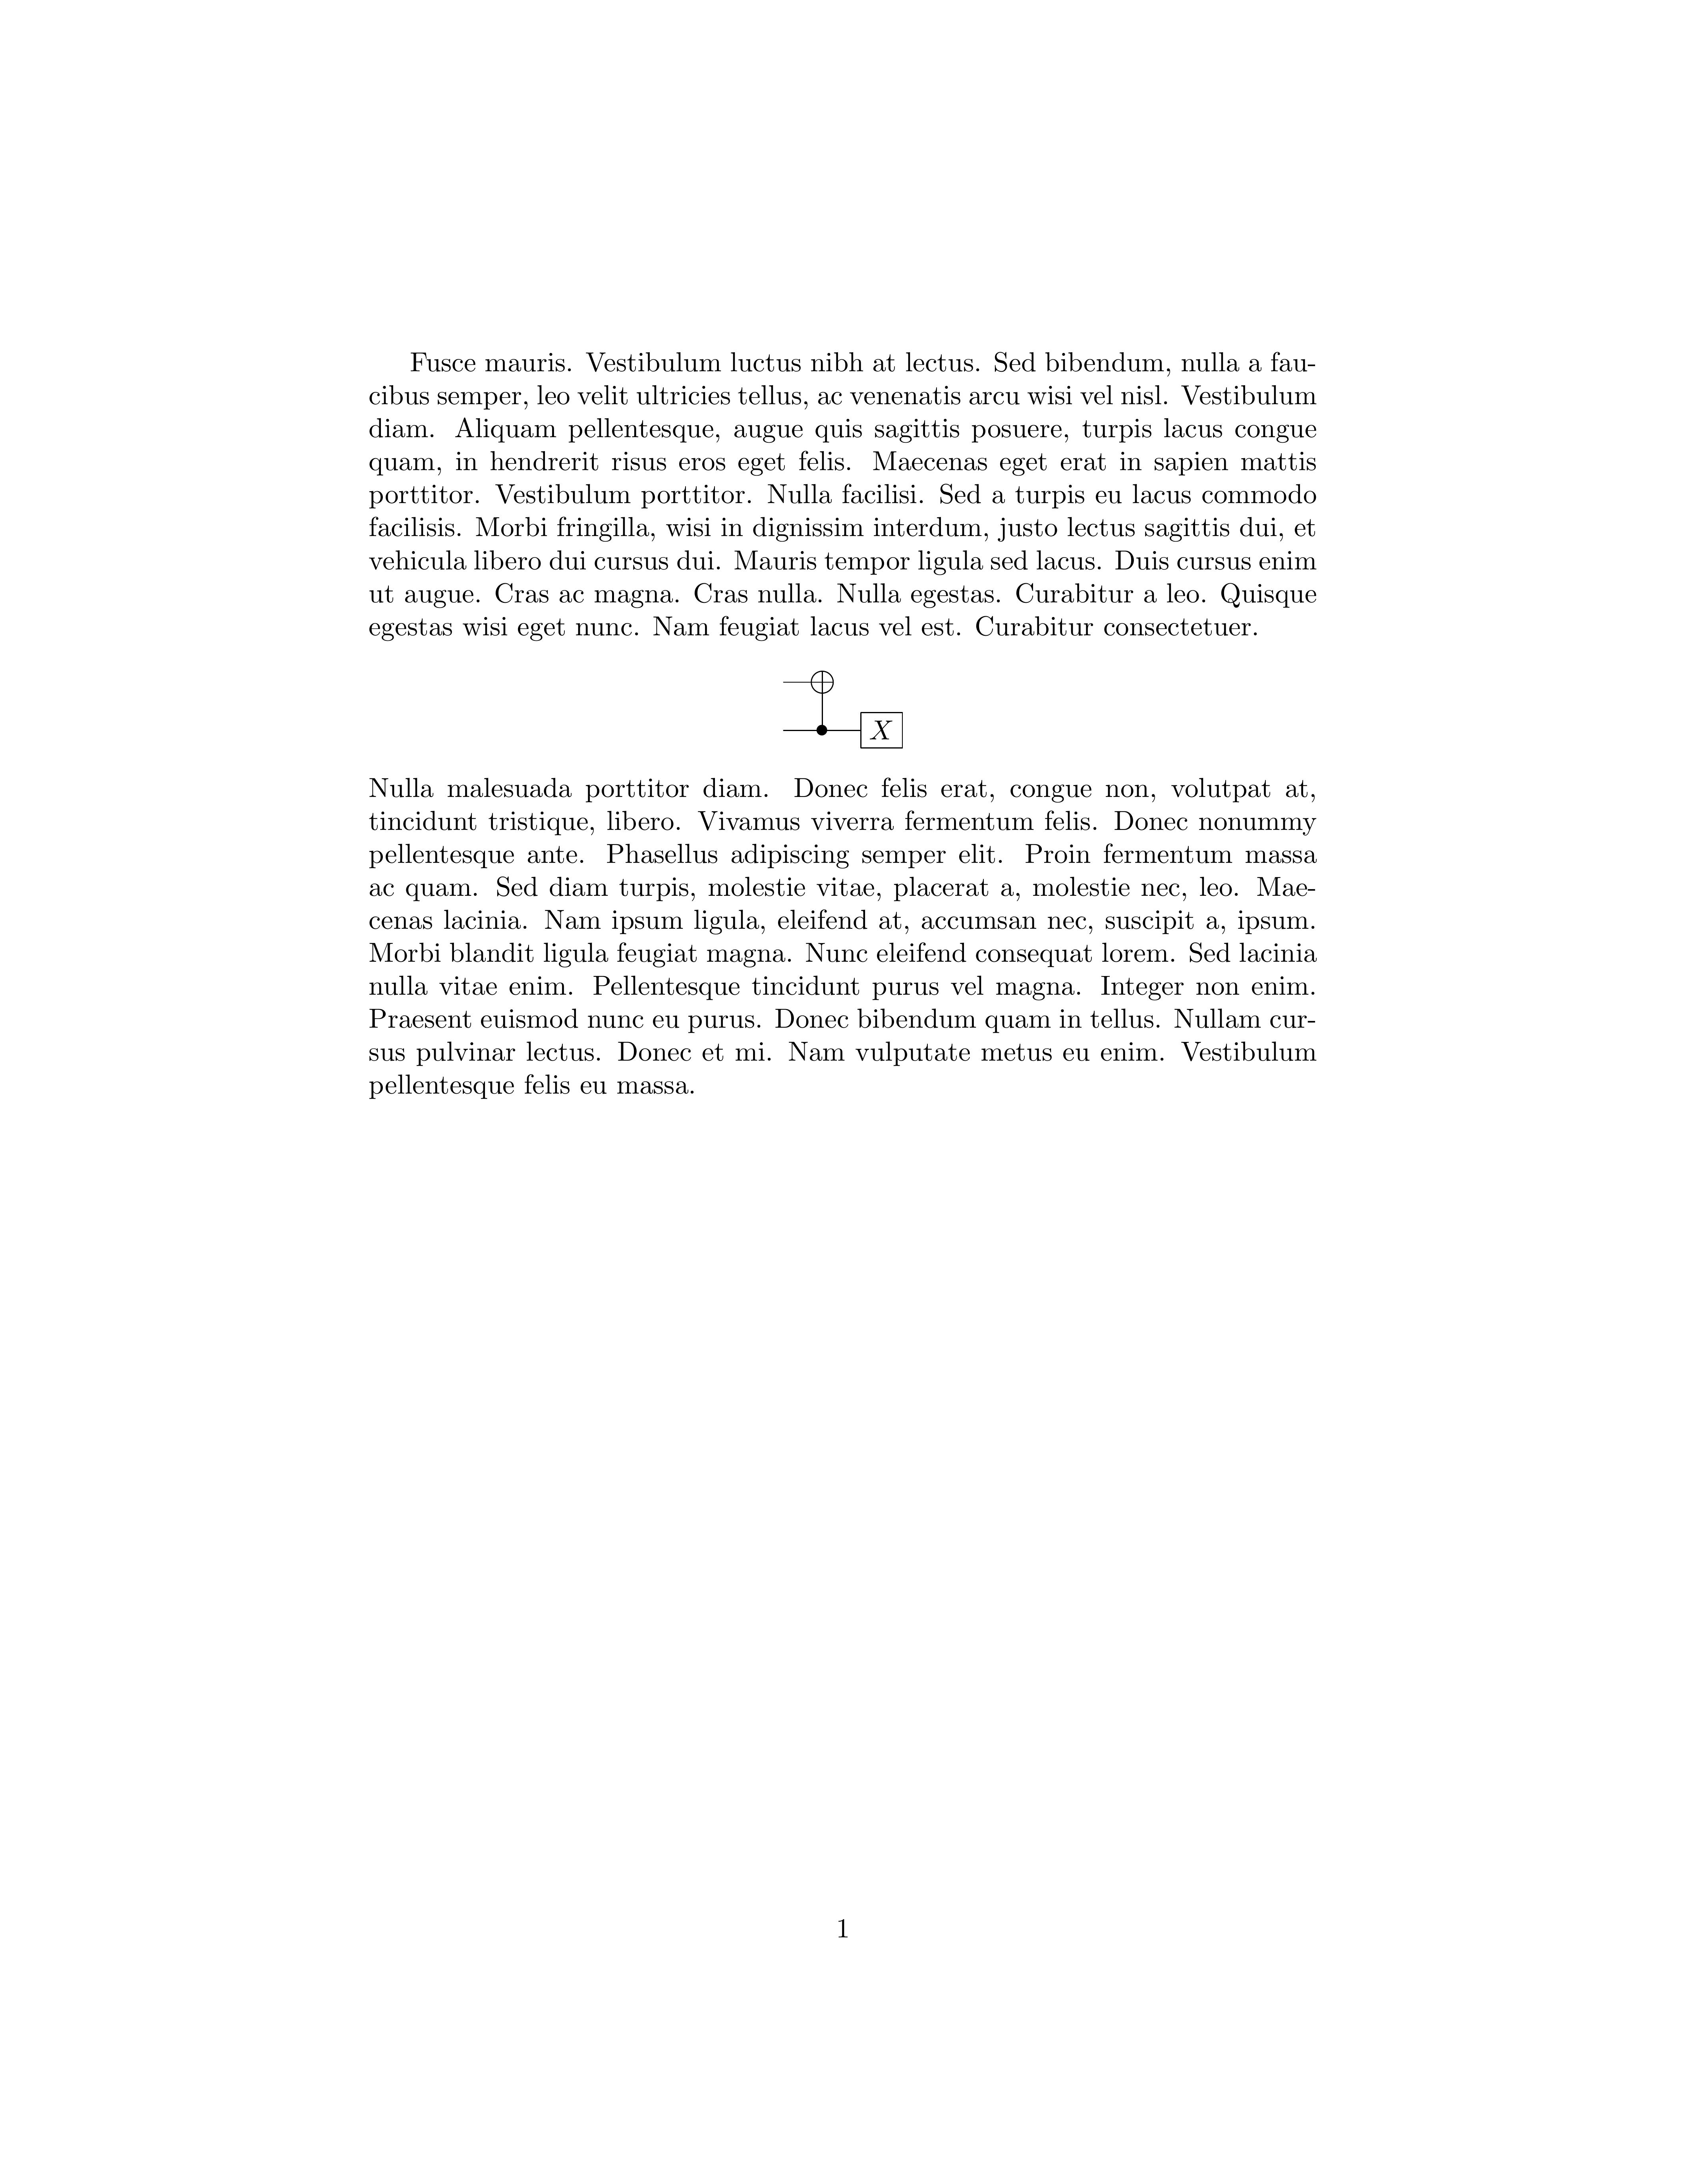 Fusce mauris. Vestibulum luctus nibh at lectus. Sed bibendum, nulla a fau-
cibus semper, leo velit ultricies tellus, ac venenatis arcu wisi vel nisl. Vestibulum
diam. Aliquam pellentesque, augue quis sagittis posuere, turpis lacus congue
quam, in hendrerit risus eros eget felis. Maecenas eget erat in sapien mattis
porttitor. Vestibulum porttitor. Nulla facilisi. Sed a turpis eu lacus commodo
facilisis. Morbi fringilla, wisi in dignissim interdum, justo lectus sagittis dui, et
vehicula libero dui cursus dui. Mauris tempor ligula sed lacus. Duis cursus enim
ut augue. Cras ac magna. Cras nulla. Nulla egestas. Curabitur a leo. Quisque
egestas wisi eget nunc. Nam feugiat lacus vel est. Curabitur consectetuer.
X
Nulla malesuada porttitor diam. Donec felis erat, congue non, volutpat at,
tincidunt tristique, libero. Vivamus viverra fermentum felis. Donec nonummy
pellentesque ante. Phasellus adipiscing semper elit. Proin fermentum massa
ac quam. Sed diam turpis, molestie vitae, placerat a, molestie nec, leo. Mae-
cenas lacinia. Nam ipsum ligula, eleifend at, accumsan nec, suscipit a, ipsum.
Morbi blandit ligula feugiat magna. Nunc eleifend consequat lorem. Sed lacinia
nulla vitae enim. Pellentesque tincidunt purus vel magna. Integer non enim.
Praesent euismod nunc eu purus. Donec bibendum quam in tellus. Nullam cur-
sus pulvinar lectus. Donec et mi. Nam vulputate metus eu enim. Vestibulum
pellentesque felis eu massa.
1